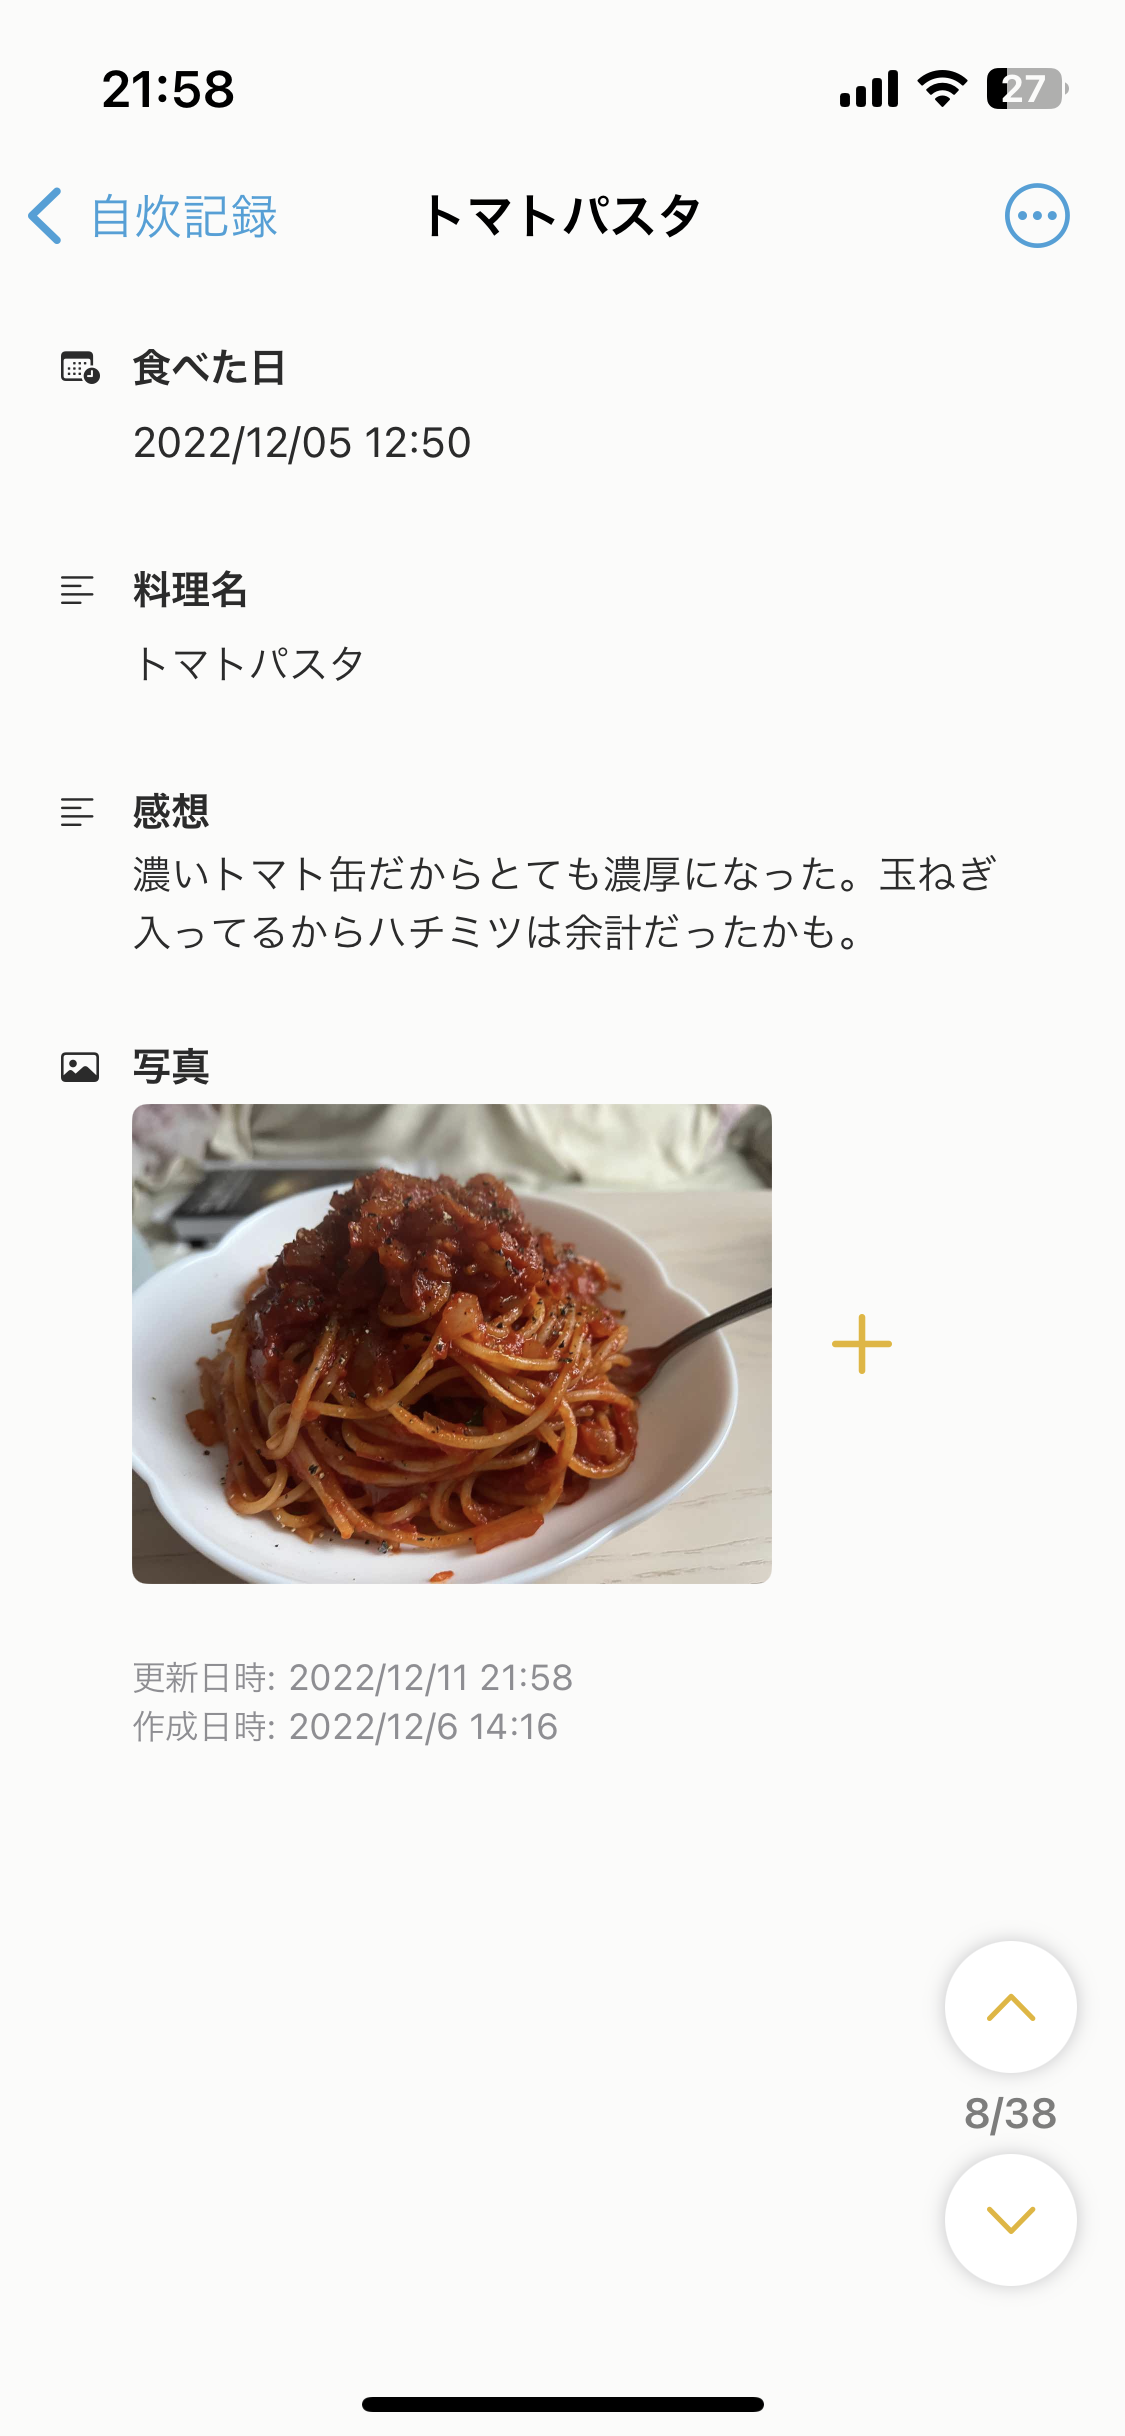 21:58
27
自炊記録
トマトパスタ
食べた日
2022/12/05 12:50
料理名
トマトパスタ
感想
濃いトマト缶だからとても濃厚になった。玉ねぎ
入ってるからハチミツは余計だったかも。
写真
更新日時: 2022/12/11 21:58
作成日時: 2022/12/6 14:16
8/38